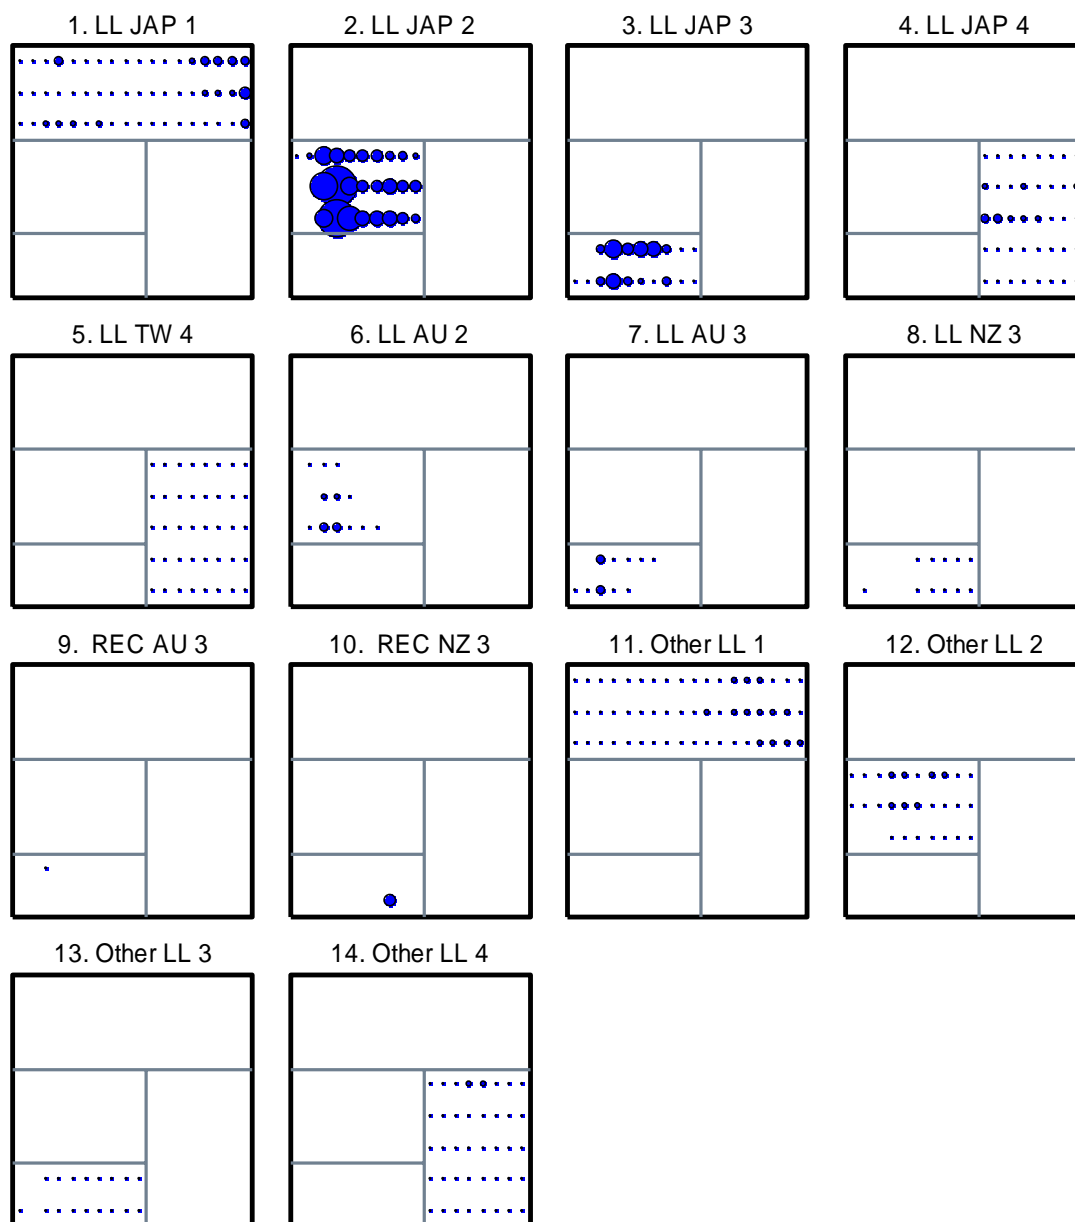 1. LL JAP 1
2. LL JAP 2
3. LL JAP 3
4. LL JAP 4
5. LL TW 4
6. LL AU 2
7. LL AU 3
8. LL NZ 3
9. REC AU 3
10. REC NZ 3
11. Other LL 1
12. Other LL 2
13. Other LL 3
14. Other LL 4